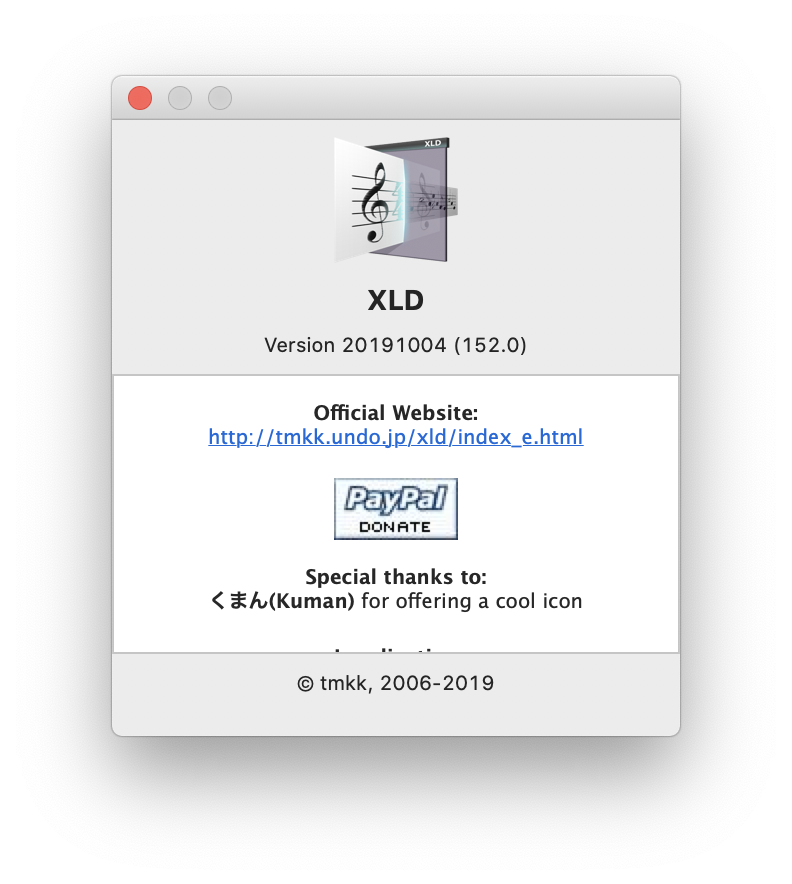 XLD
XLD
Version 20191004 (152.0)
Official Website:
http://tmkk.undo.jp/xld/index_e.html
PayPal
DONATE
Special thanks to:
くまん(Kuman) for offering a cool icon
© tmkk, 2006-2019